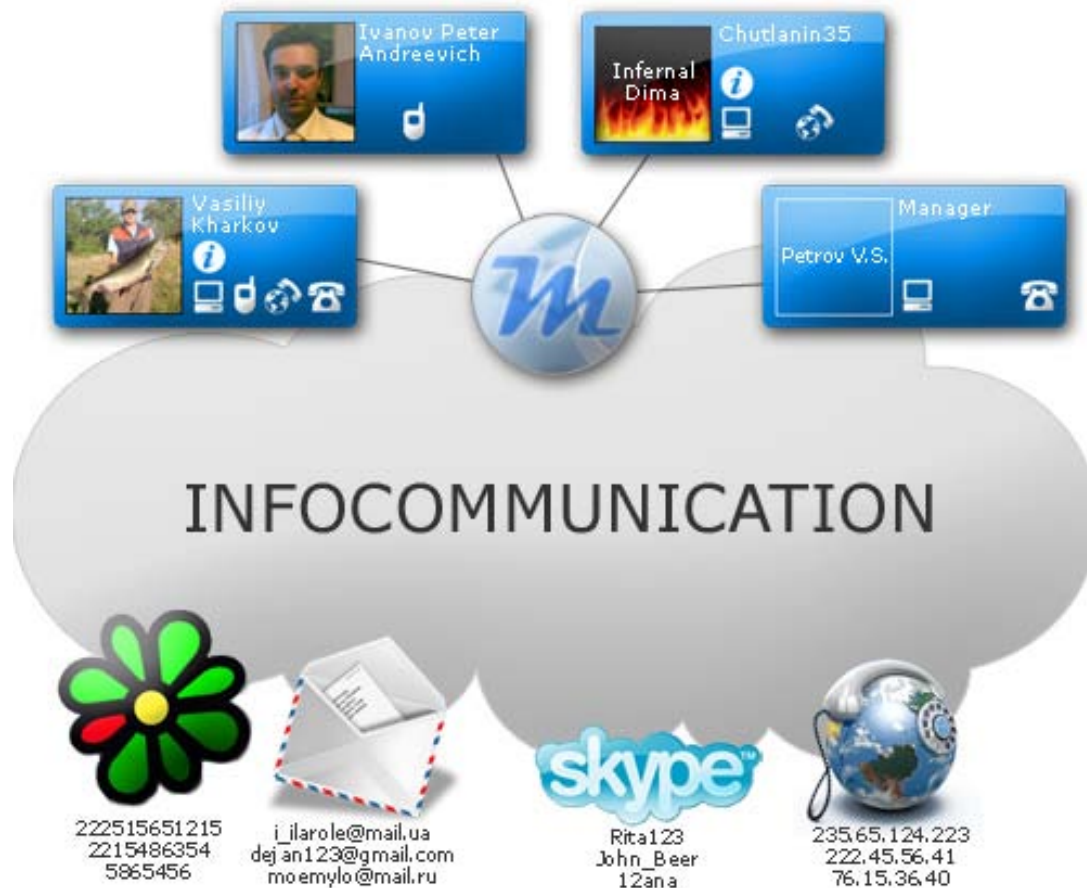 Ivanov Peter
Andreevich
Infernal
Dima
Chutlanin35
Vasiliy
Kharkov
Petrov V.S.
Manager
m
INFOCOMMUNICATION
222515651215
2215486354
5865456
i_ilarole@mail.ua
dejan123@gmail.com
moemylo@mail.ru
skype™
Rita123
John_Beer
12ana
235.65.124.223
222.45.56.41
76.15.36.40